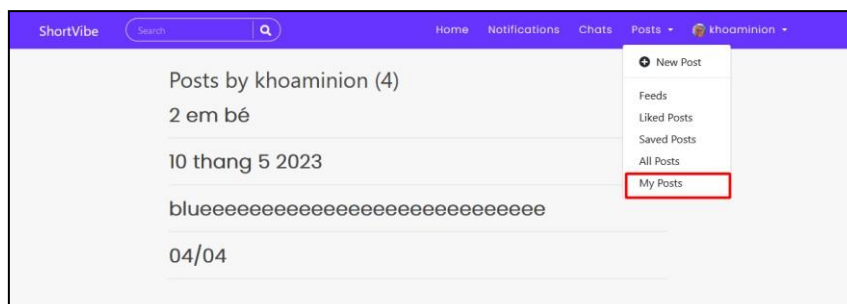 ShortVibe Search Home Notifications Chats Posts khoaminion
New Post
Feeds
Liked Posts
Saved Posts
All Posts
My Posts
Posts by khoaminion (4)
2 em bé
10 thang 5 2023
blueeeeeeeeeeeeeeeeeeeeeeeeeeee
04/04